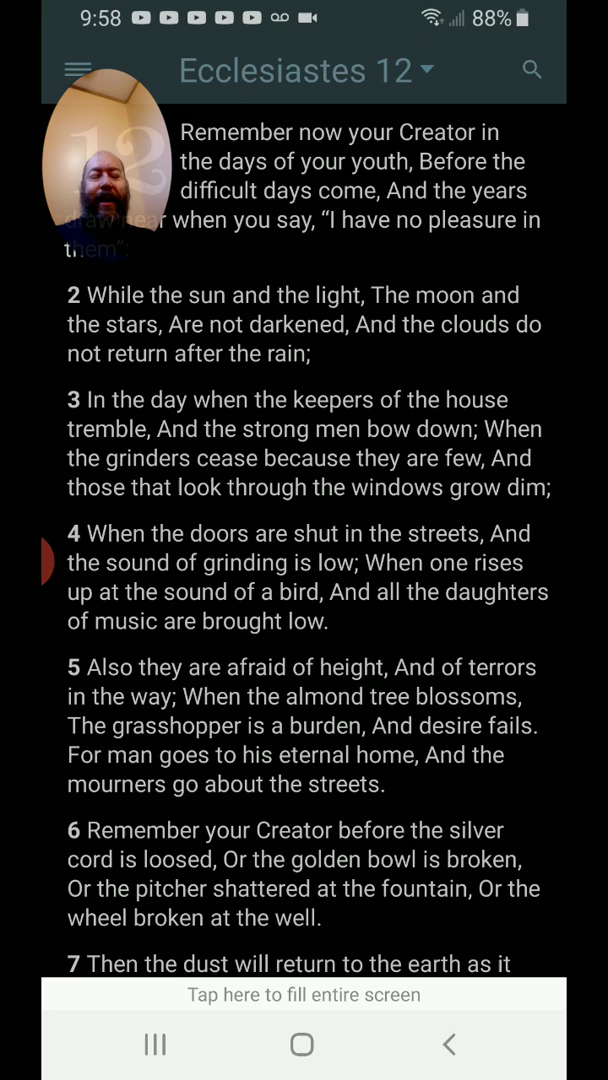 9:58 88%
Ecclesiastes 12
12 Remember now your Creator in
the days of your youth, Before the
difficult days come, And the years
draw near when you say, “I have no pleasure in
them”:
2 While the sun and the light, The moon and
the stars, Are not darkened, And the clouds do
not return after the rain;
3 In the day when the keepers of the house
tremble, And the strong men bow down; When
the grinders cease because they are few, And
those that look through the windows grow dim;
4 When the doors are shut in the streets, And
the sound of grinding is low; When one rises
up at the sound of a bird, And all the daughters
of music are brought low.
5 Also they are afraid of height, And of terrors
in the way; When the almond tree blossoms,
The grasshopper is a burden, And desire fails.
For man goes to his eternal home, And the
mourners go about the streets.
6 Remember your Creator before the silver
cord is loosed, Or the golden bowl is broken,
Or the pitcher shattered at the fountain, Or the
wheel broken at the well.
7 Then the dust will return to the earth as it
Tap here to fill entire screen